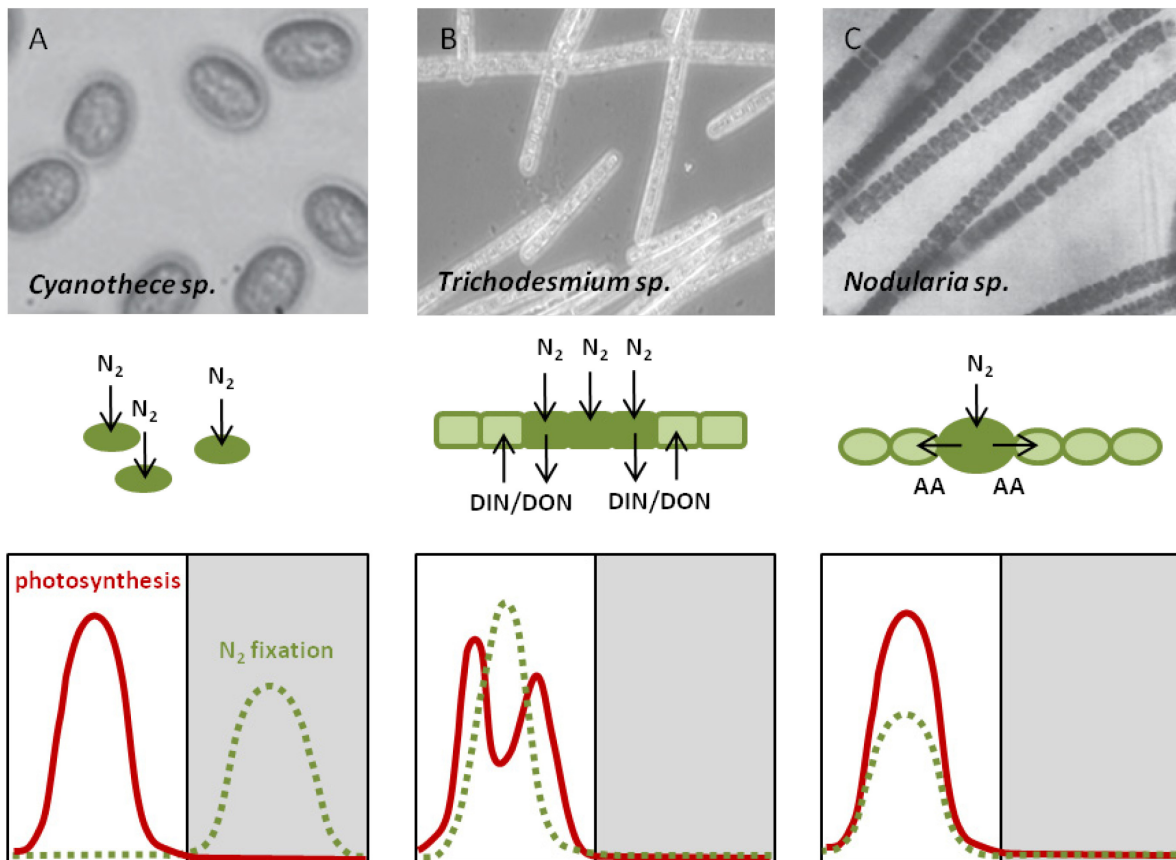 A
B
C
Cyanothece sp.
Trichodesmium sp.
Nodularia sp.
N₂
N₂
N₂
N₂ N₂ N₂
DIN/DON DIN/DON
N₂
AA AA
photosynthesis
N₂ fixation